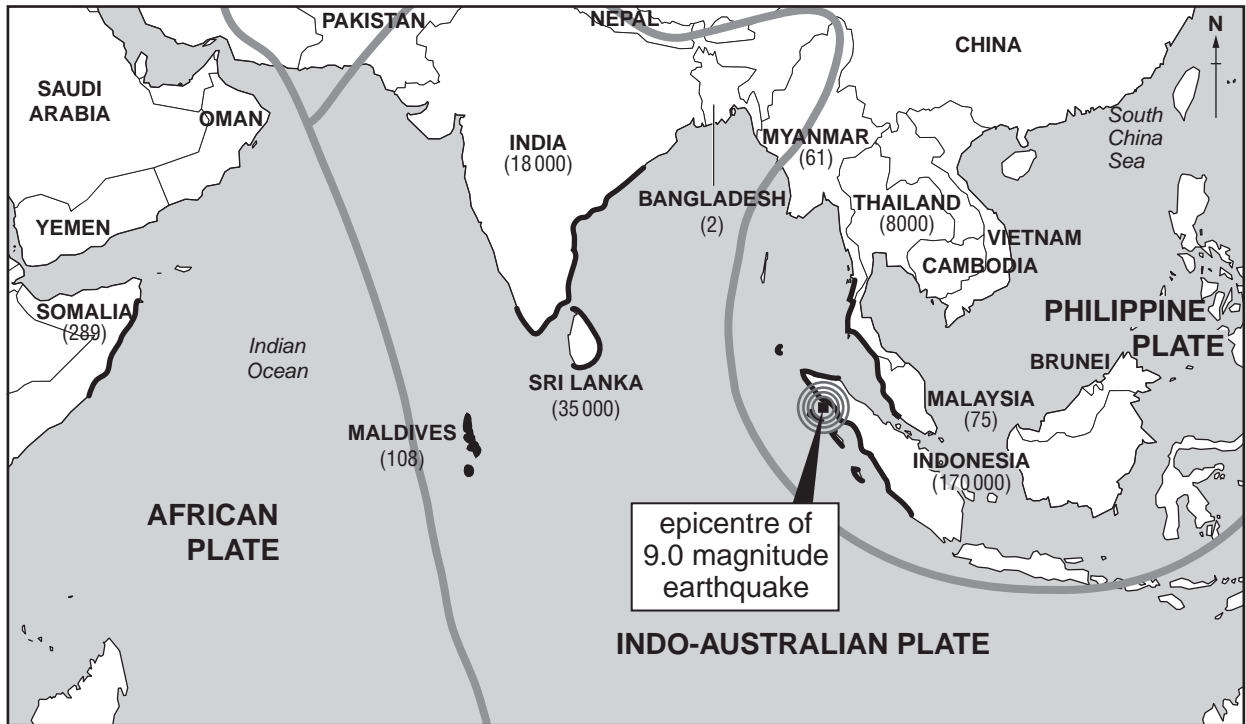 PAKISTAN
NEPAL
N
CHINA
SAUDI
ARABIA
OMAN
South
China
Sea
INDIA
(18 000)
MYANMAR
(61)
BANGLADESH
(2)
THAILAND
(8000)
YEMEN
VIETNAM
CAMBODIA
SOMALIA
(289)
PHILIPPINE
PLATE
Indian
Ocean
BRUNEI
SRI LANKA
(35 000)
MALAYSIA
(75)
MALDIVES
(108)
INDONESIA
(170 000)
AFRICAN
PLATE
epicentre of
9.0 magnitude
earthquake
INDO-AUSTRALIAN PLATE